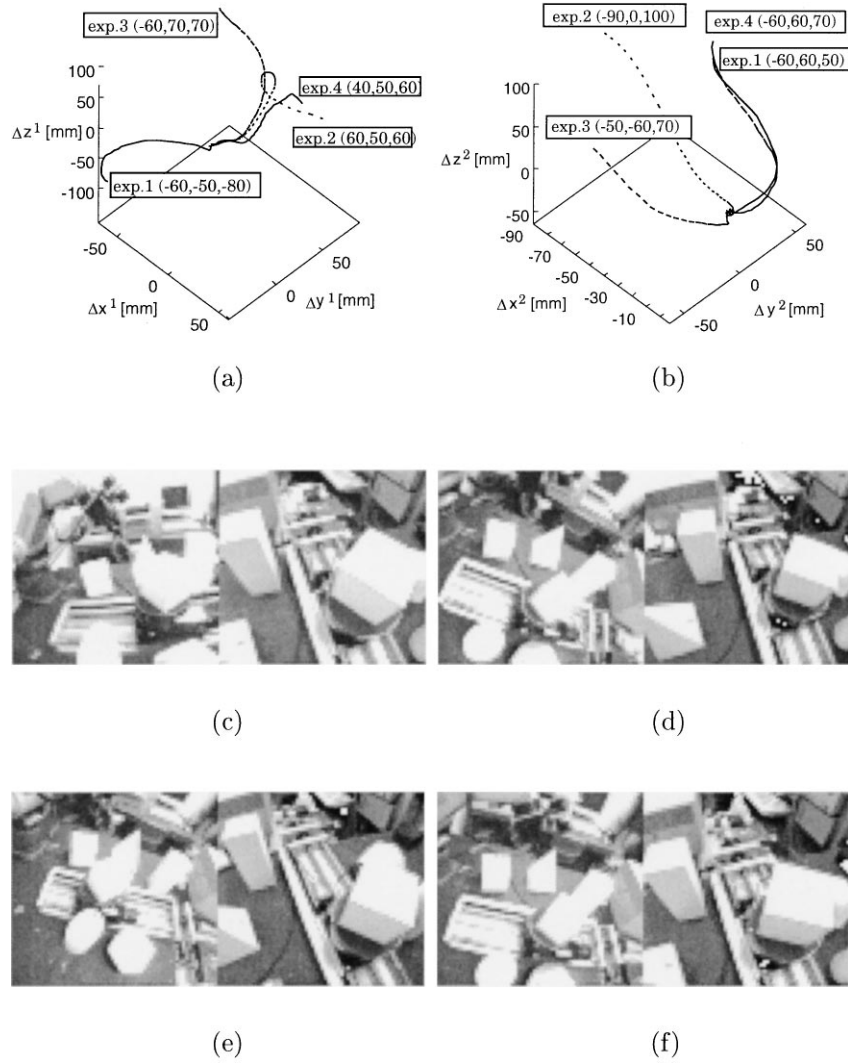 exp.3 (-60,70,70)
exp.4 (40,50,60)
exp.2 (60,50,60)
exp.1 (-60,-50,-80)
100
50
0
-50
-100
Δz¹ [mm]
-50
0
50
Δx¹ [mm]
0
50
Δy¹ [mm]
(a)
exp.2 (-90,0,100)
exp.4 (-60,60,70)
exp.1 (-60,60,50)
exp.3 (-50,-60,70)
100
50
0
-50
Δz² [mm]
-90
-70
-50
-30
-10
Δx² [mm]
-50
0
50
Δy² [mm]
(b)
(c)
(d)
(e)
(f)